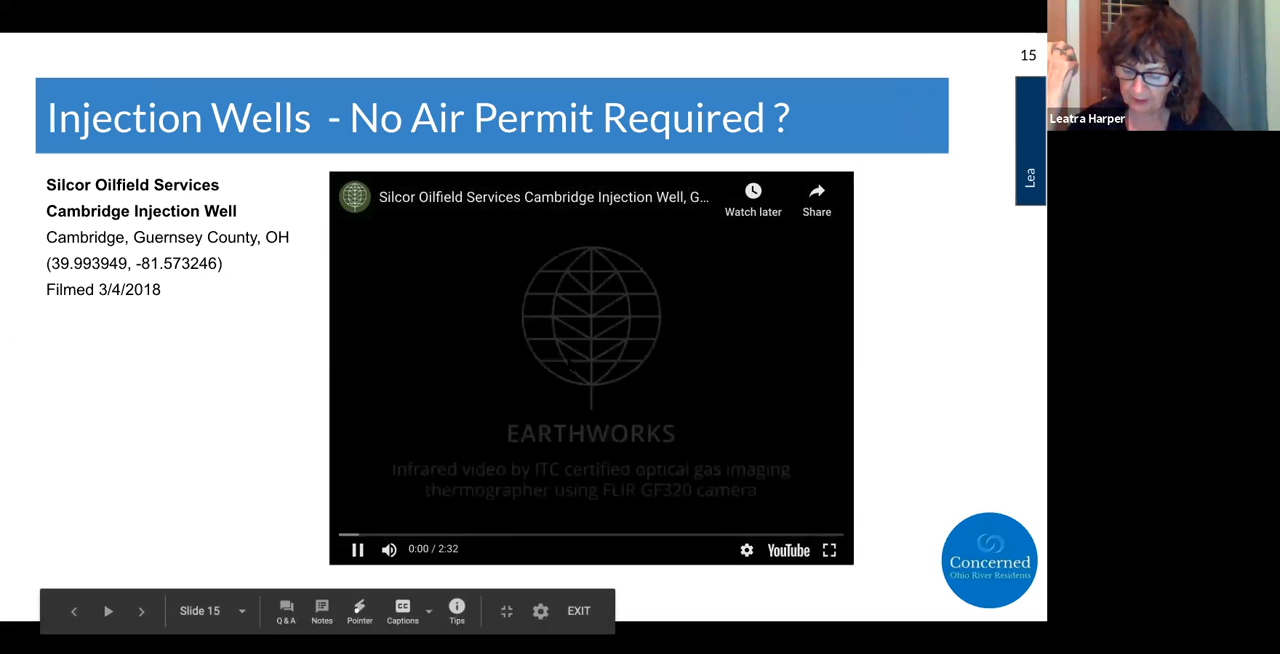 15
Injection Wells - No Air Permit Required ?
Lea
Leatra Harper
Silcor Oilfield Services
Cambridge Injection Well
Cambridge, Guernsey County, OH
(39.993949, -81.573246)
Filmed 3/4/2018
Silcor Oilfield Services Cambridge Injection Well, G...
Watch later
Share
EARTHWORKS
Infrared video by ITC certified optical gas imaging
thermographer using FLIR GF320 camera
0:00 / 2:32
YouTube
Concerned
Ohio River Residents
Slide 15
Q & A
Notes
Pointer
CC
Captions
Tips
EXIT